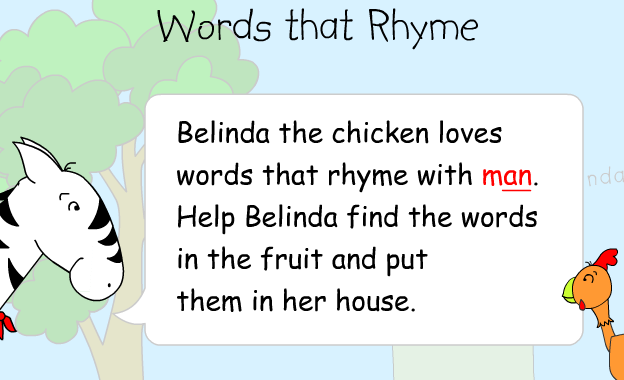 Words that Rhyme
Belinda the chicken loves
words that rhyme with man.
Help Belinda find the words
in the fruit and put
them in her house.